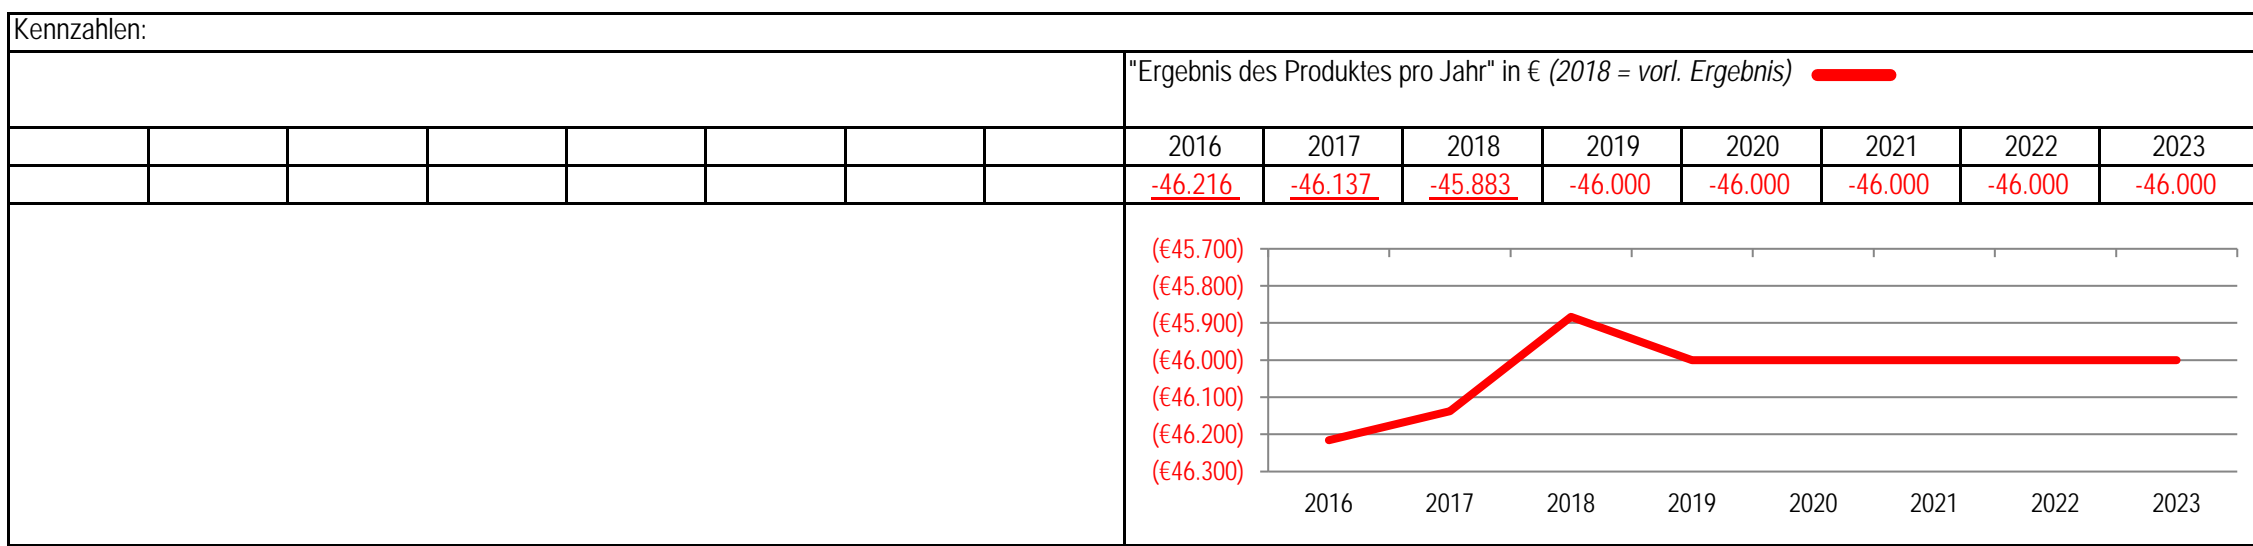 Kennzahlen:
"Ergebnis des Produktes pro Jahr" in € (2018 = vorl. Ergebnis)
2016 2017 2018 2019 2020 2021 2022 2023
-46.216 -46.137 -45.883 -46.000 -46.000 -46.000 -46.000 -46.000
(€45.700)
(€45.800)
(€45.900)
(€46.000)
(€46.100)
(€46.200)
(€46.300)
2016 2017 2018 2019 2020 2021 2022 2023